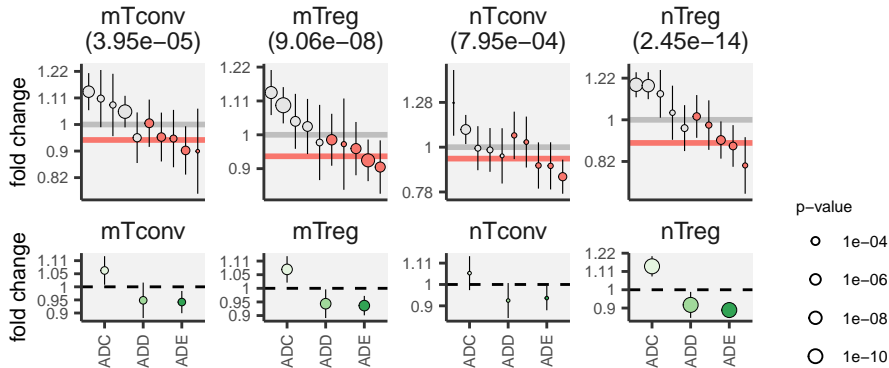 mTconv
(3.95e−05)
mTreg
(9.06e−08)
nTconv
(7.95e−04)
nTreg
(2.45e−14)
fold change
1.22
1.11
1
0.9
0.82
1.22
1.11
1
0.9
1.28
1
0.78
1.22
1
0.82
mTconv
mTreg
nTconv
nTreg
fold change
1.11
1.05
1
0.95
0.9
1.11
1.05
1
0.95
0.9
1.11
1
0.9
1.22
1.11
1
0.9
ADC
ADD
ADE
ADC
ADD
ADE
ADC
ADD
ADE
ADC
ADD
ADE
p−value
1e−04
1e−06
1e−08
1e−10